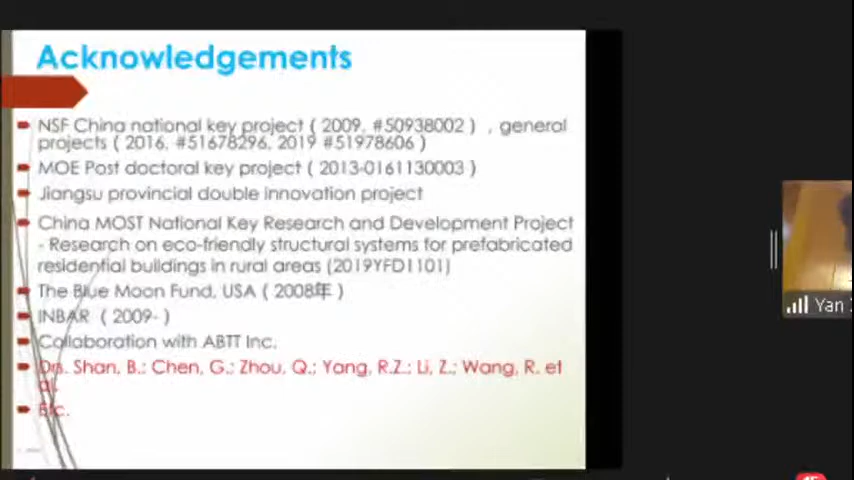 Acknowledgements
NSF China national key project ( 2009, #50938002 ) , general
projects ( 2016, #51678296, 2019 #51978606 )
MOE Post doctoral key project ( 2013-0161130003 )
Jiangsu provincial double innovation project
China MOST National Key Research and Development Project
- Research on eco-friendly structural systems for prefabricated
residential buildings in rural areas (2019YFD1101)
The Blue Moon Fund, USA ( 2008年 )
INBAR ( 2009- )
Collaboration with ABTT Inc.
Drs. Shan, B.; Chen, G.; Zhou, Q.; Yang, R.Z.; Li, Z.; Wang, R. et
al.
Etc.
Yan